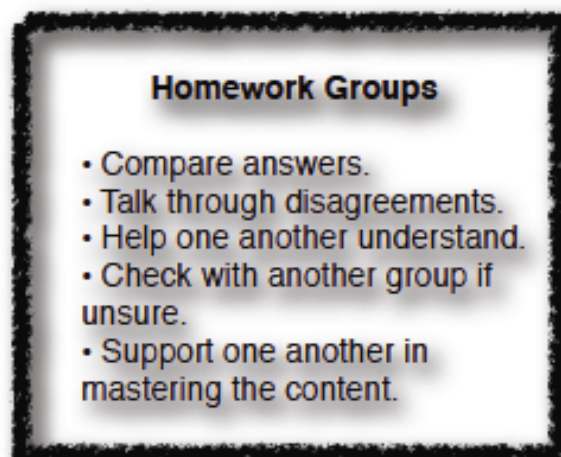 Homework Groups
• Compare answers.
• Talk through disagreements.
• Help one another understand.
• Check with another group if
unsure.
• Support one another in
mastering the content.